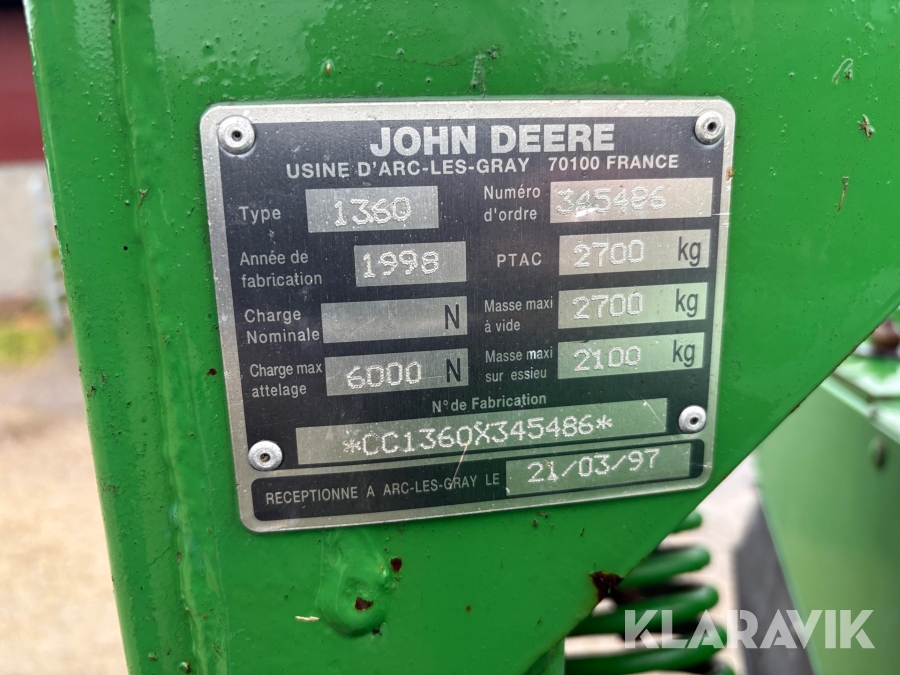 JOHN DEERE
USINE D'ARC-LES-GRAY 70100 FRANCE
Type 1360
Numéro d'ordre 345486
Année de fabrication 1998
PTAC 2700 kg
Charge Nominale N
Masse maxi à vide 2700 kg
Charge max attelage 6000 N
Masse maxi sur essieu 2100 kg
N° de Fabrication
*CC1360X345486*
RECEPTIONNE A ARC-LES-GRAY LE 21/03/97
KLARAVIK